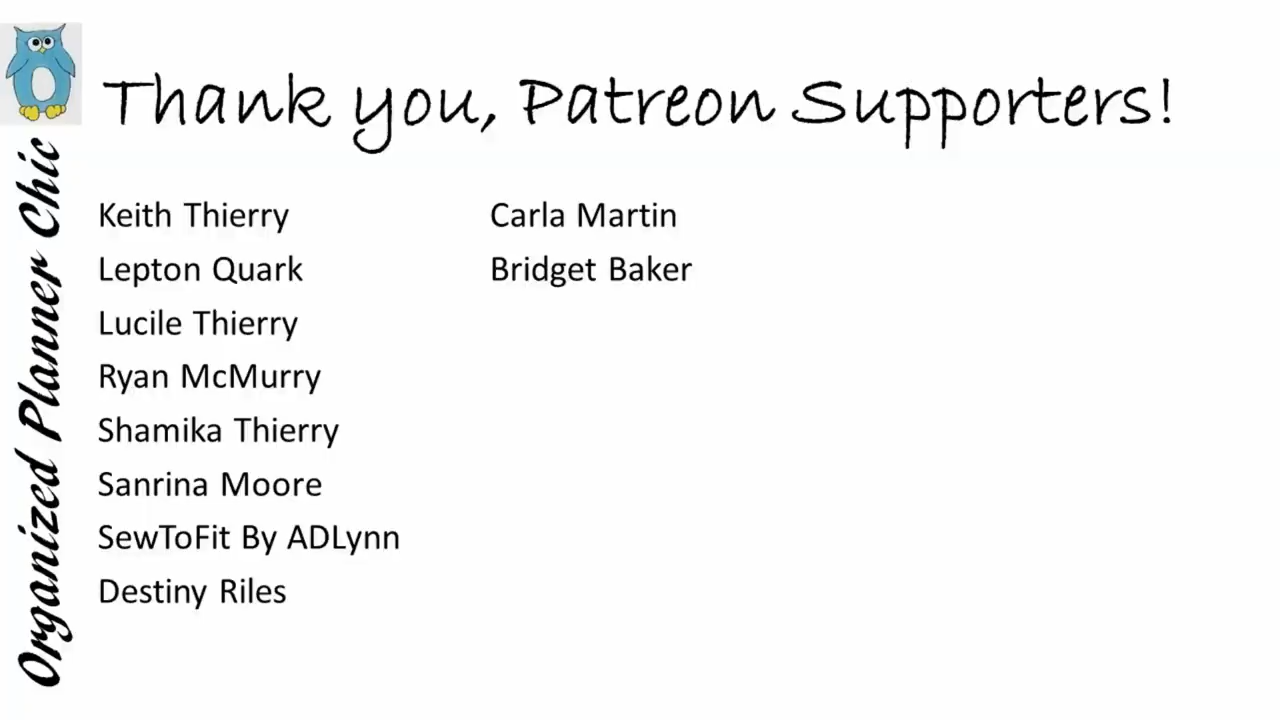 Thank you, Patreon Supporters!
Organized Planner Chic
Keith Thierry
Lepton Quark
Lucile Thierry
Ryan McMurry
Shamika Thierry
Sanrina Moore
SewToFit By ADLynn
Destiny Riles
Carla Martin
Bridget Baker